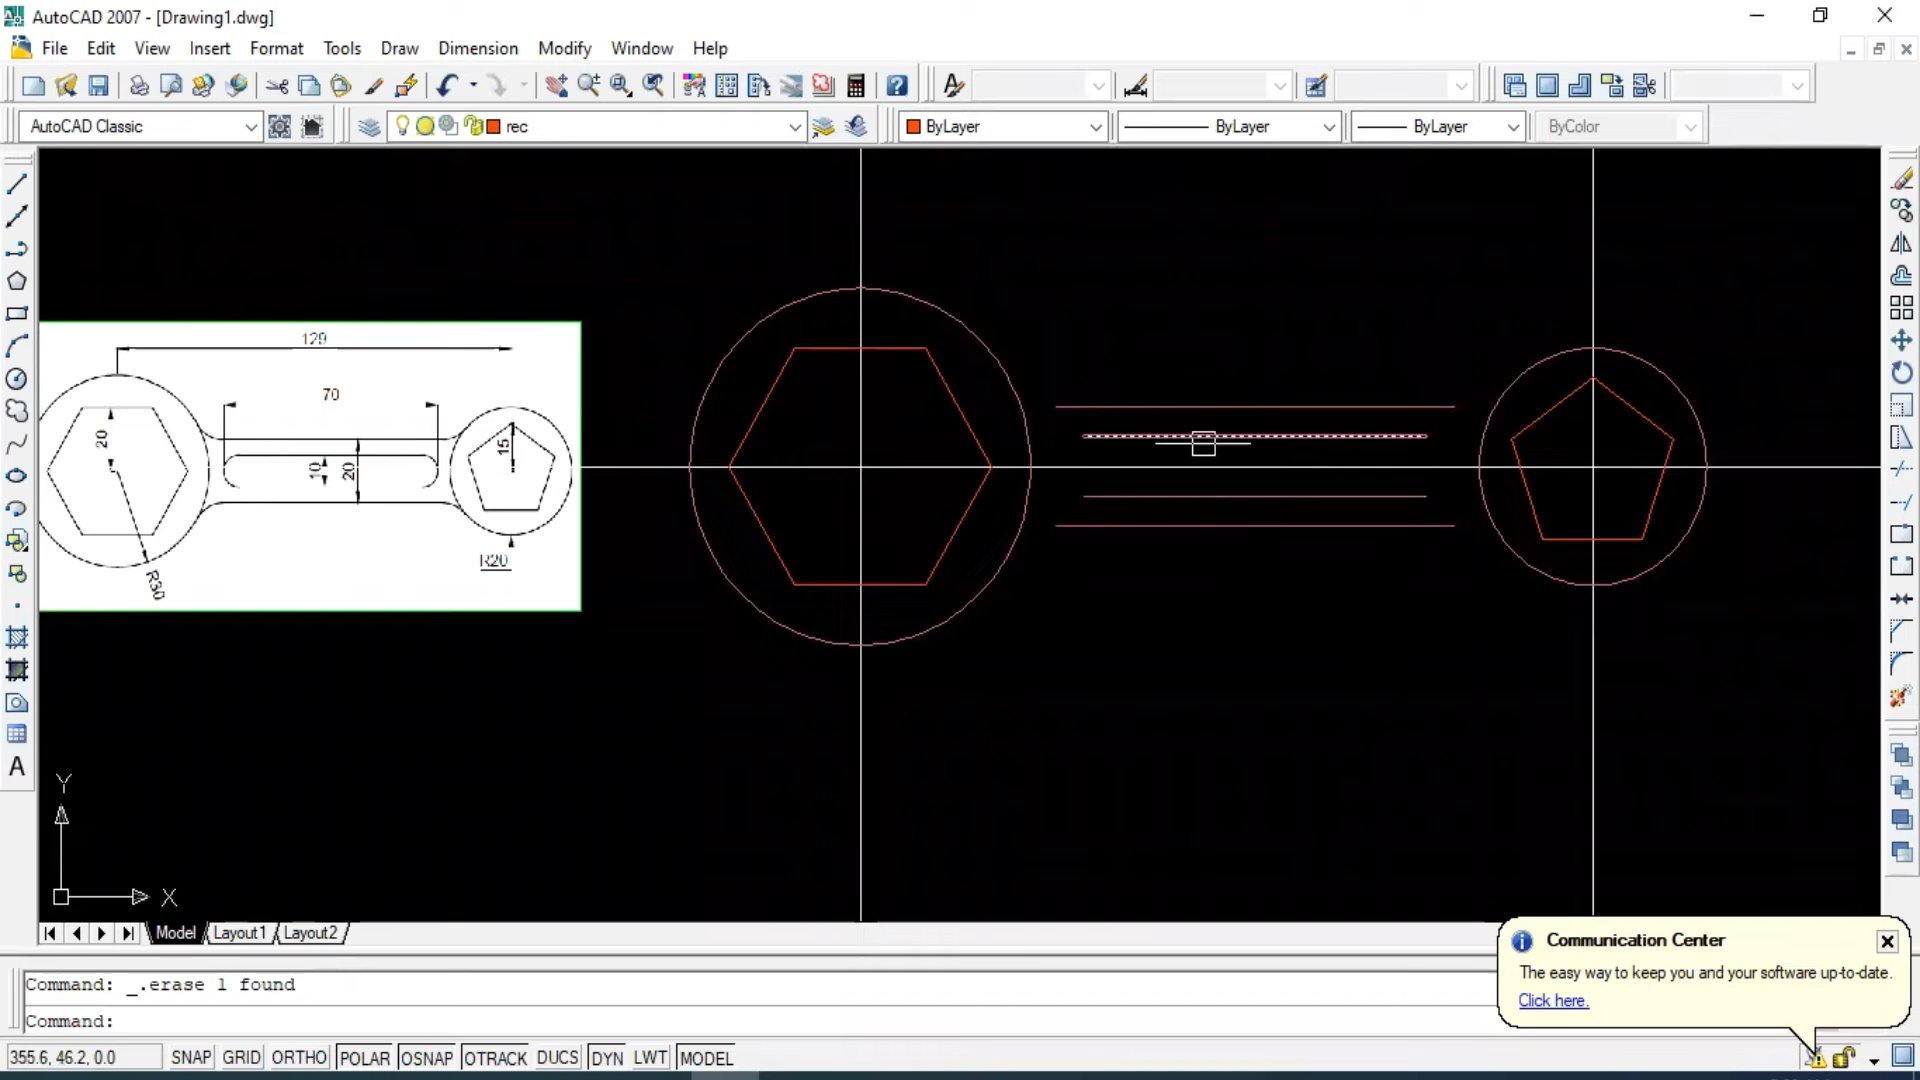 AutoCAD 2007 - [Drawing1.dwg]
File Edit View Insert Format Tools Draw Dimension Modify Window Help
AutoCAD Classic rec ByLayer ByLayer ByLayer ByColor
129
70
20
10
20
15
R30
R20
Y
X
Model Layout1 Layout2
Command: _.erase 1 found
Command:
Communication Center
The easy way to keep you and your software up-to-date.
Click here.
355.6, 46.2, 0.0 SNAP GRID ORTHO POLAR OSNAP OTRACK DUCS DYN LWT MODEL